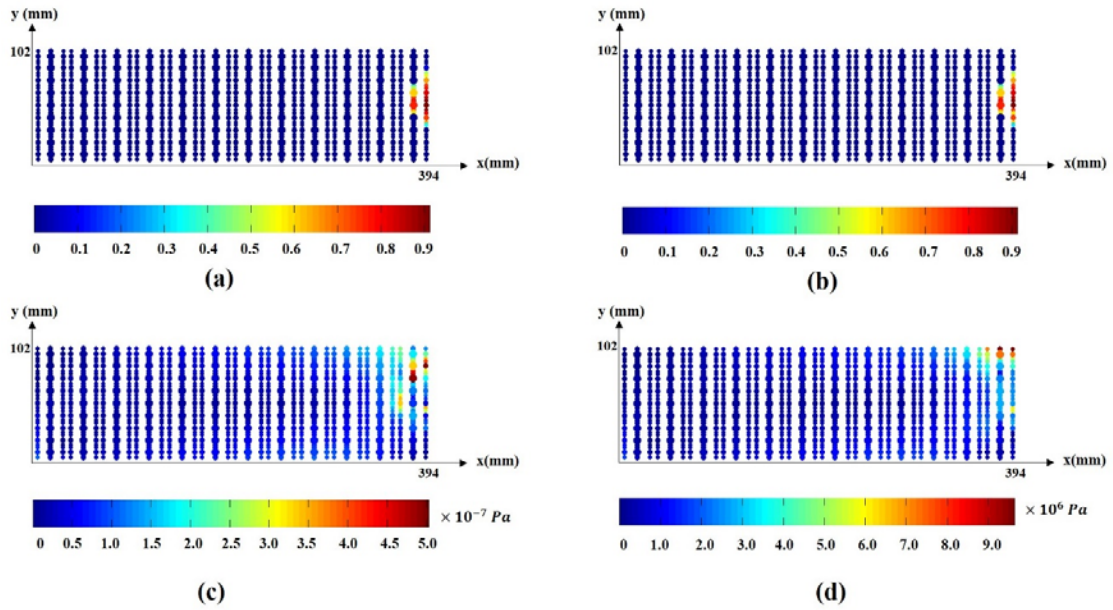 y (mm)
102
x(mm)
394
0 0.1 0.2 0.3 0.4 0.5 0.6 0.7 0.8 0.9
(a)
y (mm)
102
x(mm)
394
0 0.1 0.2 0.3 0.4 0.5 0.6 0.7 0.8 0.9
(b)
y (mm)
102
x(mm)
394
× 10⁻⁷ Pa
0 0.5 1.0 1.5 2.0 2.5 3.0 3.5 4.0 4.5 5.0
(c)
y (mm)
102
x(mm)
394
× 10⁶ Pa
0 1.0 2.0 3.0 4.0 5.0 6.0 7.0 8.0 9.0
(d)